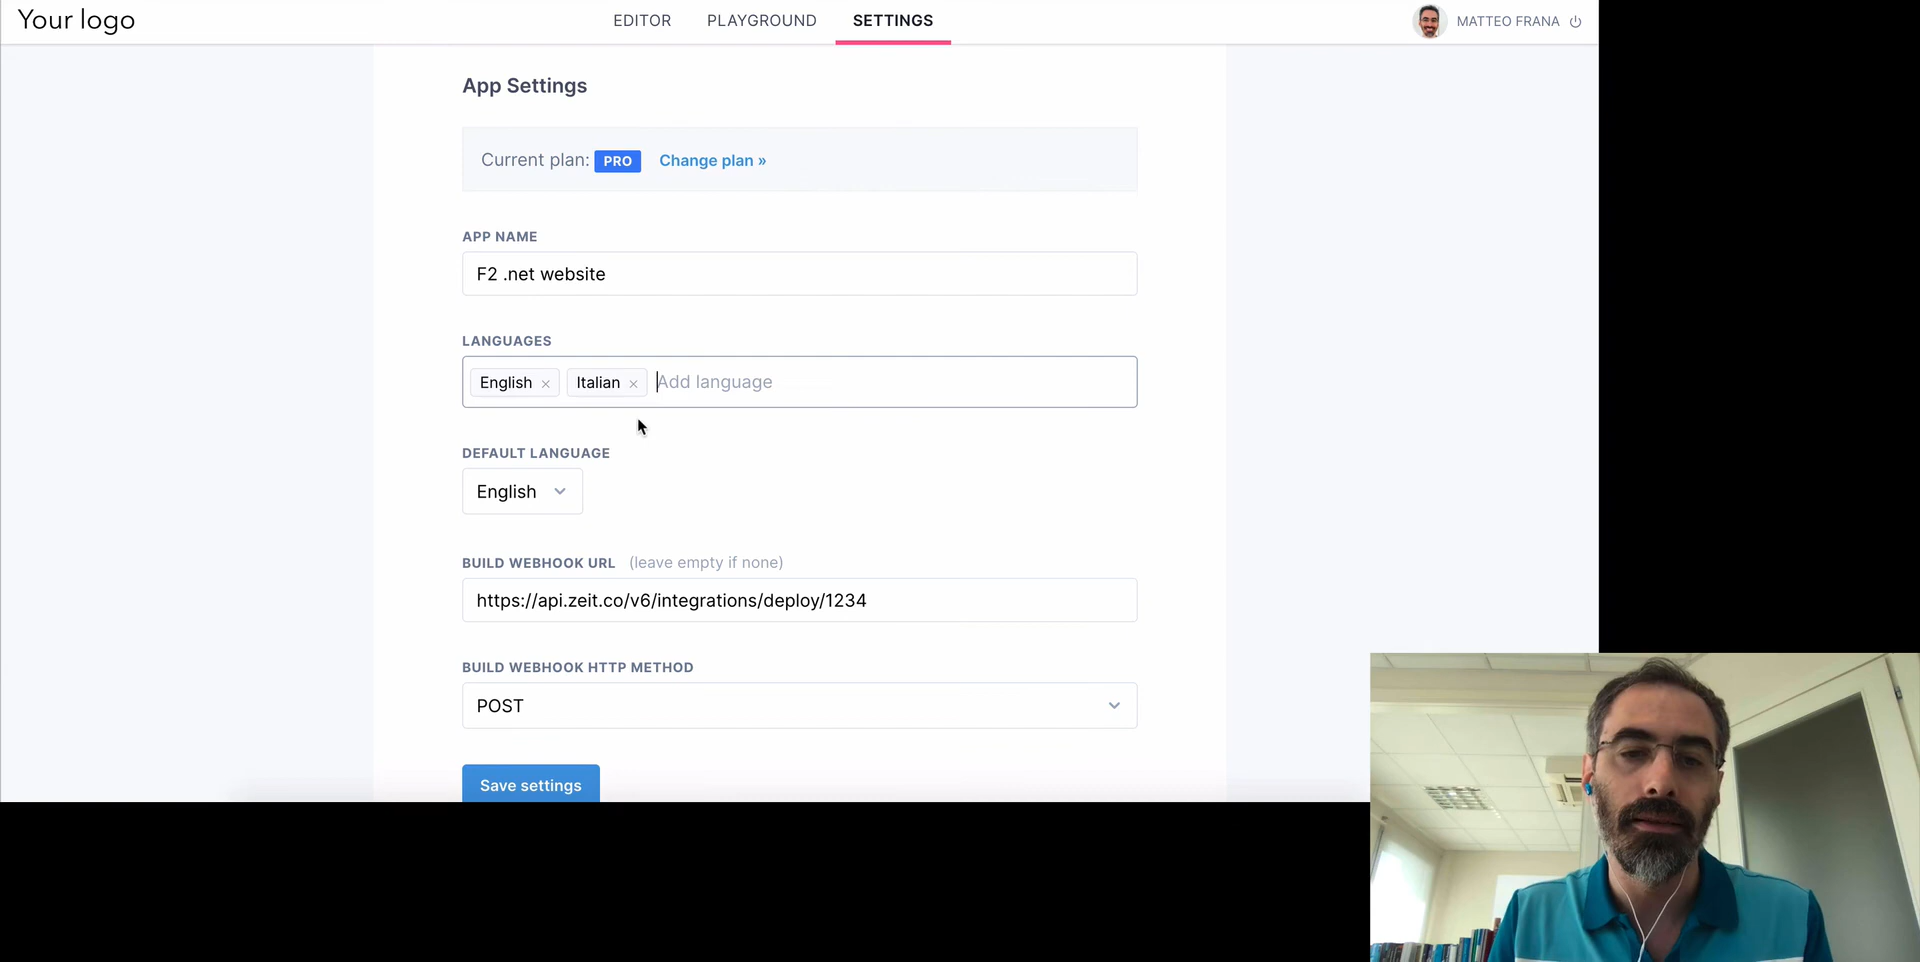 Your logo
EDITOR
PLAYGROUND
SETTINGS
MATTEO FRANA
App Settings
Current plan: PRO Change plan »
APP NAME
F2 .net website
LANGUAGES
English × Italian × Add language
DEFAULT LANGUAGE
English
BUILD WEBHOOK URL (leave empty if none)
https://api.zeit.co/v6/integrations/deploy/1234
BUILD WEBHOOK HTTP METHOD
POST
Save settings